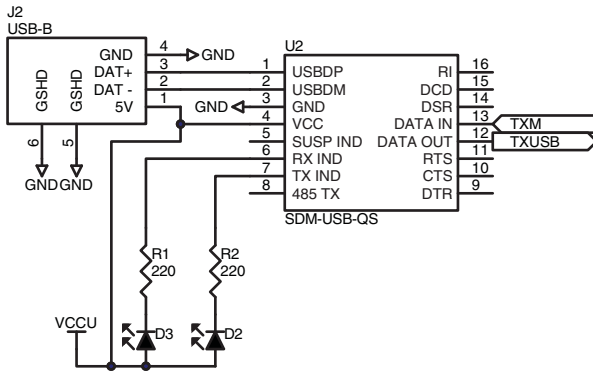 J2
USB-B
GND 4 GND
DAT+ 3
DAT - 2
5V 1
GSHD GSHD
6 5
GND GND
U2
1 USBDP RI 16
2 USBDM DCD 15
GND 3 GND DSR 14
4 VCC DATA IN 13 TXM
5 SUSP IND DATA OUT 12 TXUSB
6 RX IND RTS 11
7 TX IND CTS 10
8 485 TX DTR 9
SDM-USB-QS
R1 R2
220 220
VCCU
D3 D2